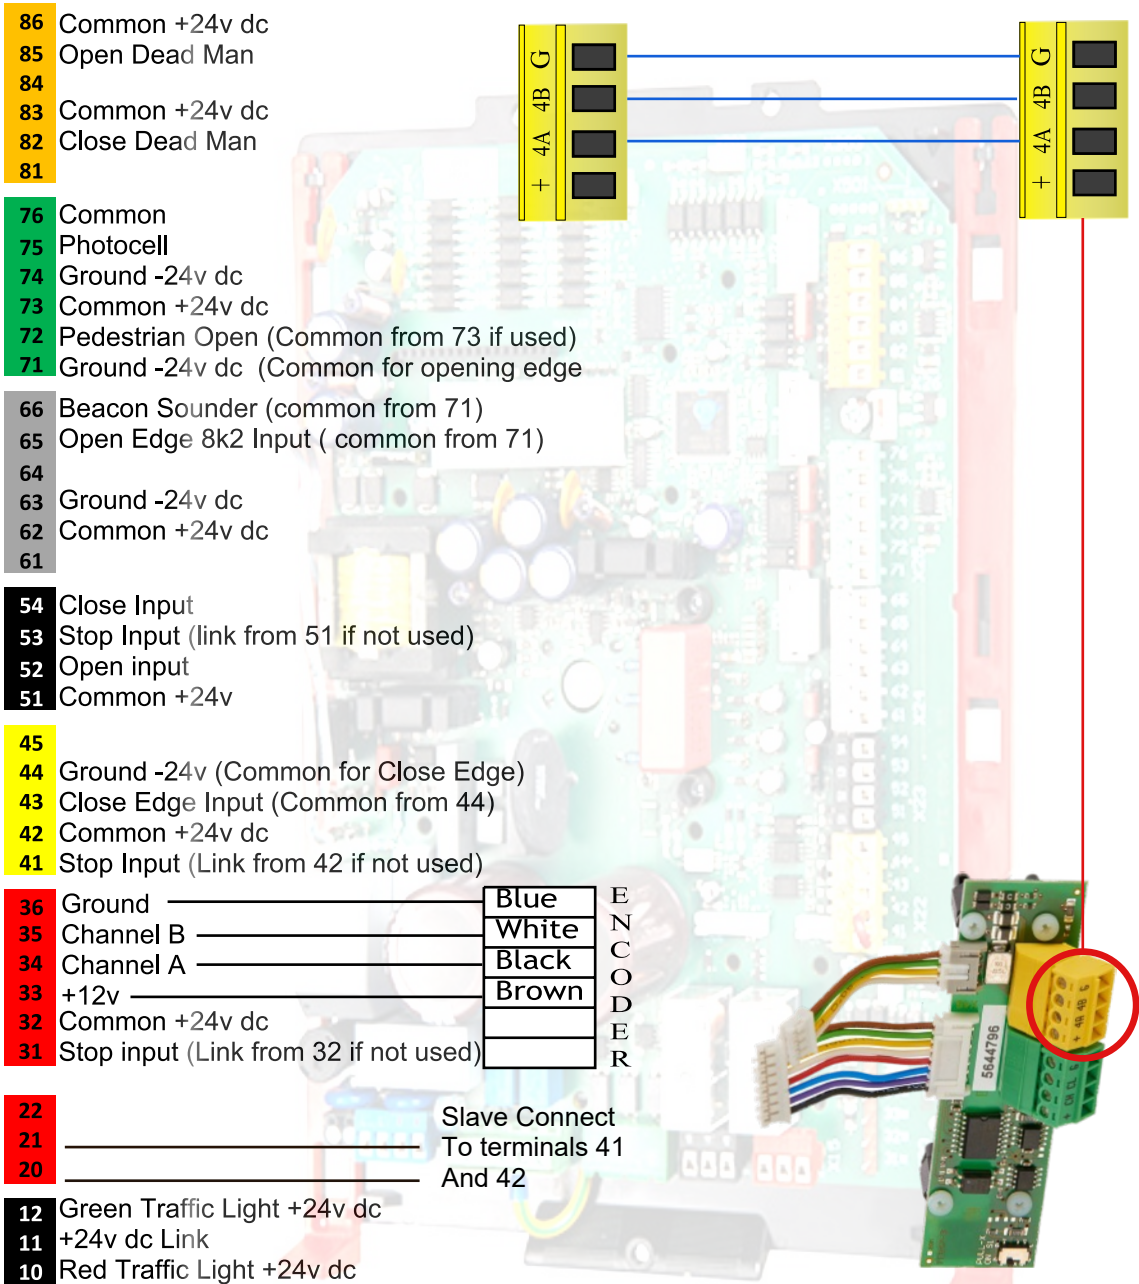 86 Common +24v dc
85 Open Dead Man
84
83 Common +24v dc
82 Close Dead Man
81
76 Common
75 Photocell
74 Ground -24v dc
73 Common +24v dc
72 Pedestrian Open (Common from 73 if used)
71 Ground -24v dc (Common for opening edge
66 Beacon Sounder (common from 71)
65 Open Edge 8k2 Input ( common from 71)
64
63 Ground -24v dc
62 Common +24v dc
61
54 Close Input
53 Stop Input (link from 51 if not used)
52 Open input
51 Common +24v
45
44 Ground -24v (Common for Close Edge)
43 Close Edge Input (Common from 44)
42 Common +24v dc
41 Stop Input (Link from 42 if not used)
36 Ground
35 Channel B
34 Channel A
33 +12v
32 Common +24v dc
31 Stop input (Link from 32 if not used)
Blue
White
Black
Brown
ENCODER
22
21
20
Slave Connect
To terminals 41
And 42
12 Green Traffic Light +24v dc
11 +24v dc Link
10 Red Traffic Light +24v dc
G
4B
4A
+
G
4B
4A
+
5644796
+ 4A 4B G